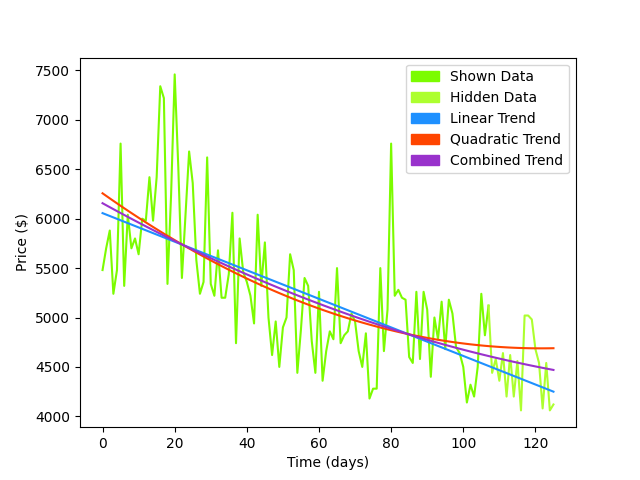 7500
7000
6500
6000
5500
5000
4500
4000
Price ($)
0
20
40
60
80
100
120
Time (days)
Shown Data
Hidden Data
Linear Trend
Quadratic Trend
Combined Trend